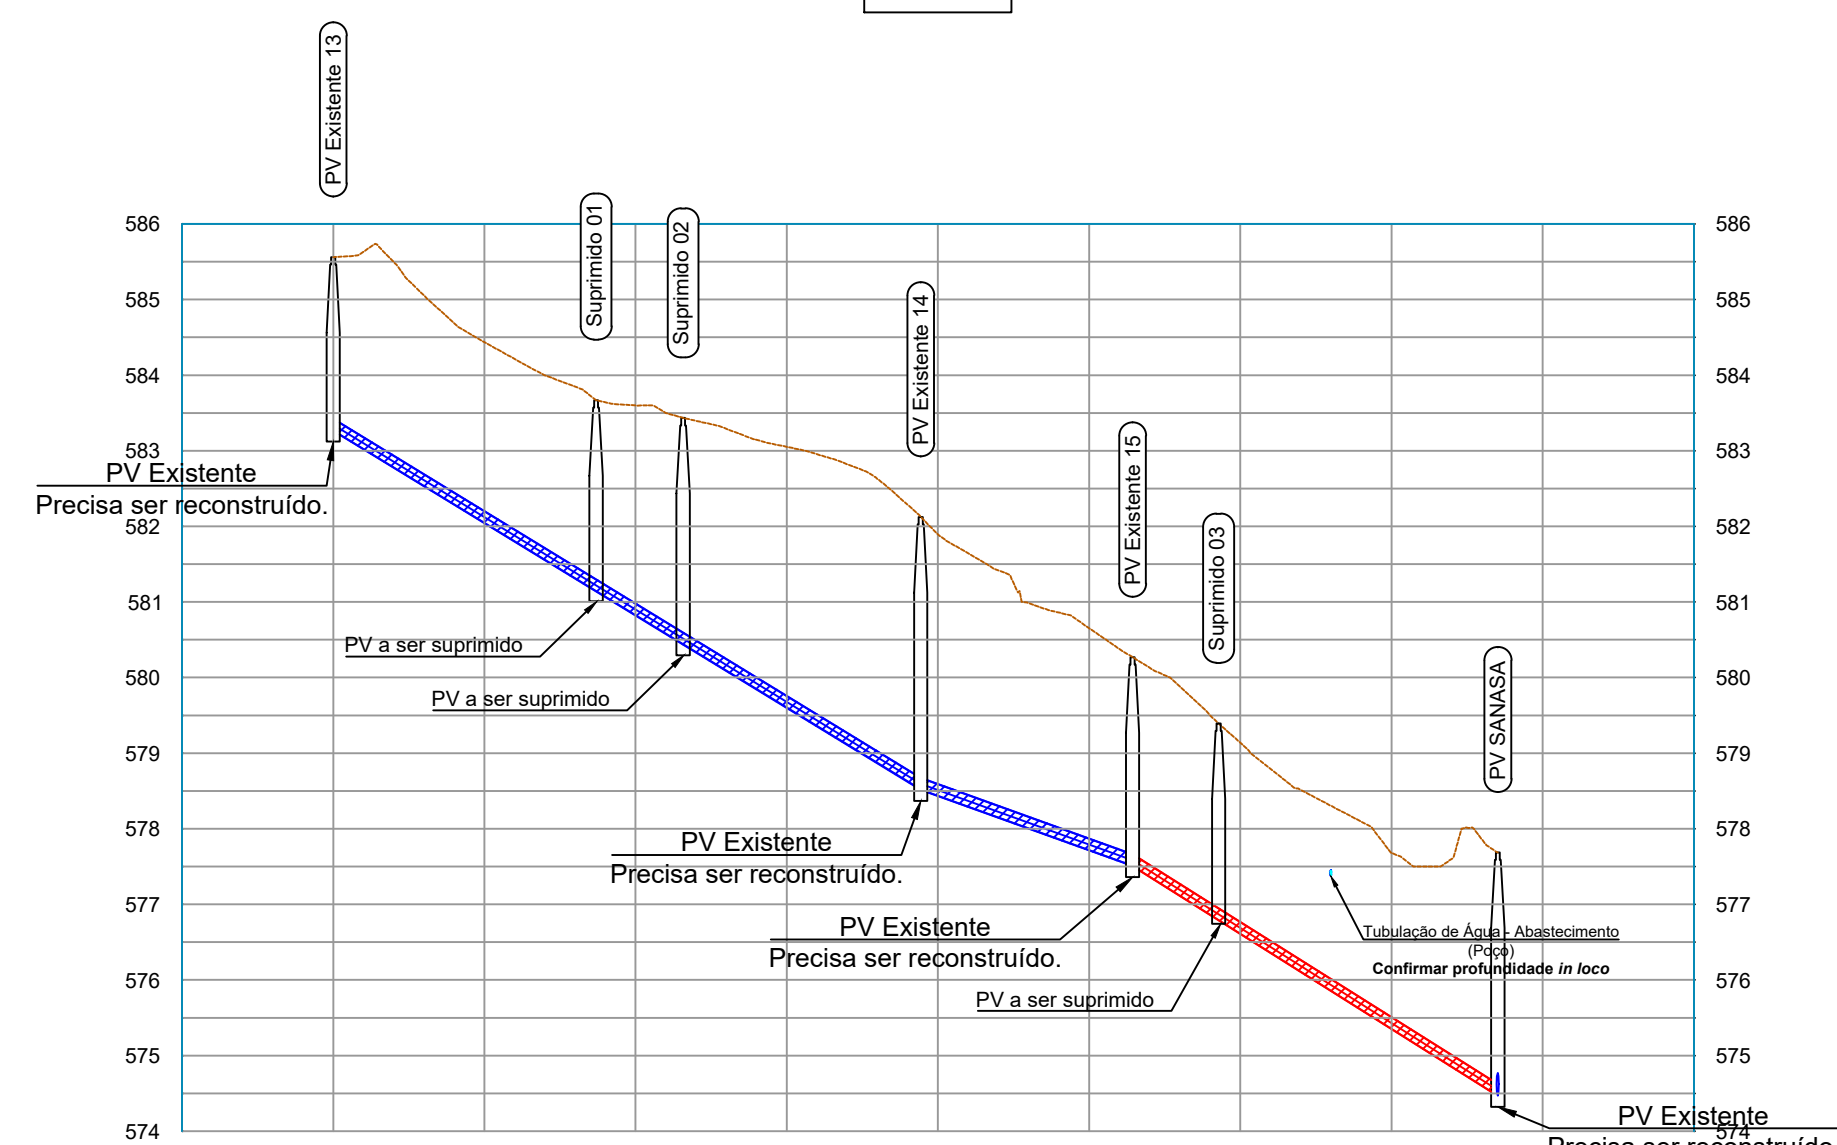 PV Existente 13
Suprimido 01
Suprimido 02
PV Existente 14
PV Existente 15
Suprimido 03
PV SANASA
586
586
585
585
584
584
583
583
PV Existente
Precisa ser reconstruído.
582
582
581
581
PV a ser suprimido
580
580
PV a ser suprimido
579
579
578
578
PV Existente
Precisa ser reconstruído.
577
577
PV Existente
Precisa ser reconstruído.
Tubulação de Água - Abastecimento
(Poço)
Confirmar profundidade in loco
576
576
PV a ser suprimido
575
575
PV Existente
574
574
Precisa ser reconstruído